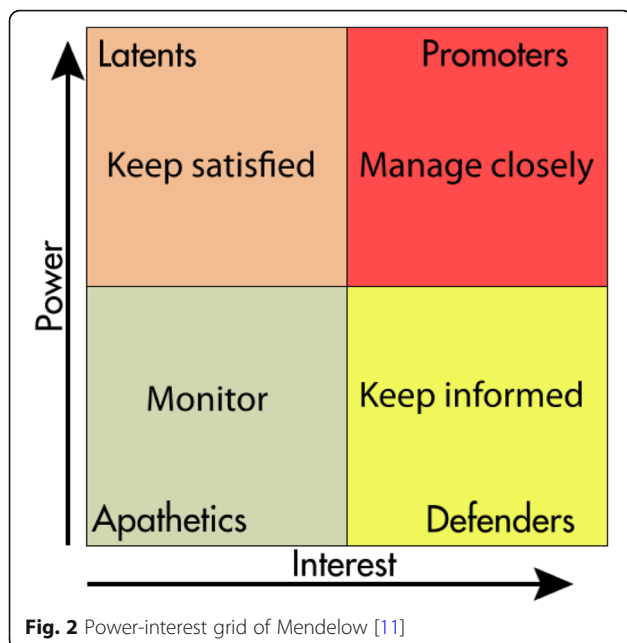 Latents
Promoters
Keep satisfied
Manage closely
Power
Monitor
Keep informed
Apathetics
Defenders
Interest
Fig. 2 Power-interest grid of Mendelow [11]